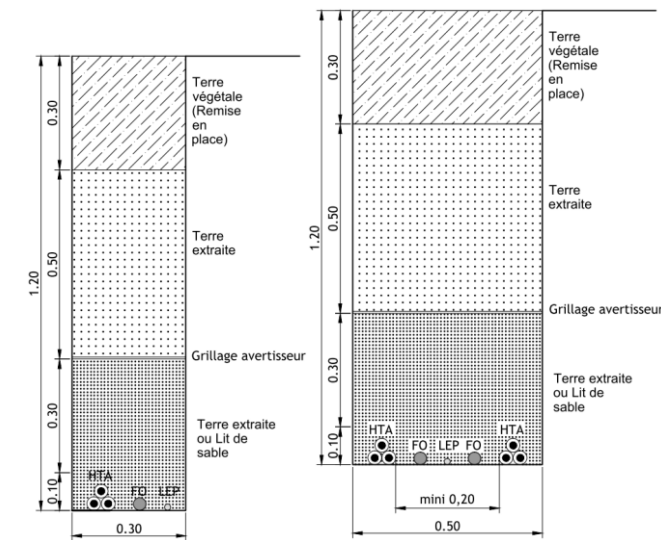 Terre
végétale
(Remise
en
place)
0.30
Terre
extraite
0.50
1.20
Grillage avertisseur
Terre extraite
ou Lit de
sable
0.30
0.10
HTA
FO
LEP
0.30
Terre
végétale
(Remise
en
place)
0.30
Terre
extraite
0.50
1.20
Grillage avertisseur
Terre extraite
ou Lit de
sable
0.30
0.10
HTA
FO
LEP
FO
HTA
mini 0,20
0.50